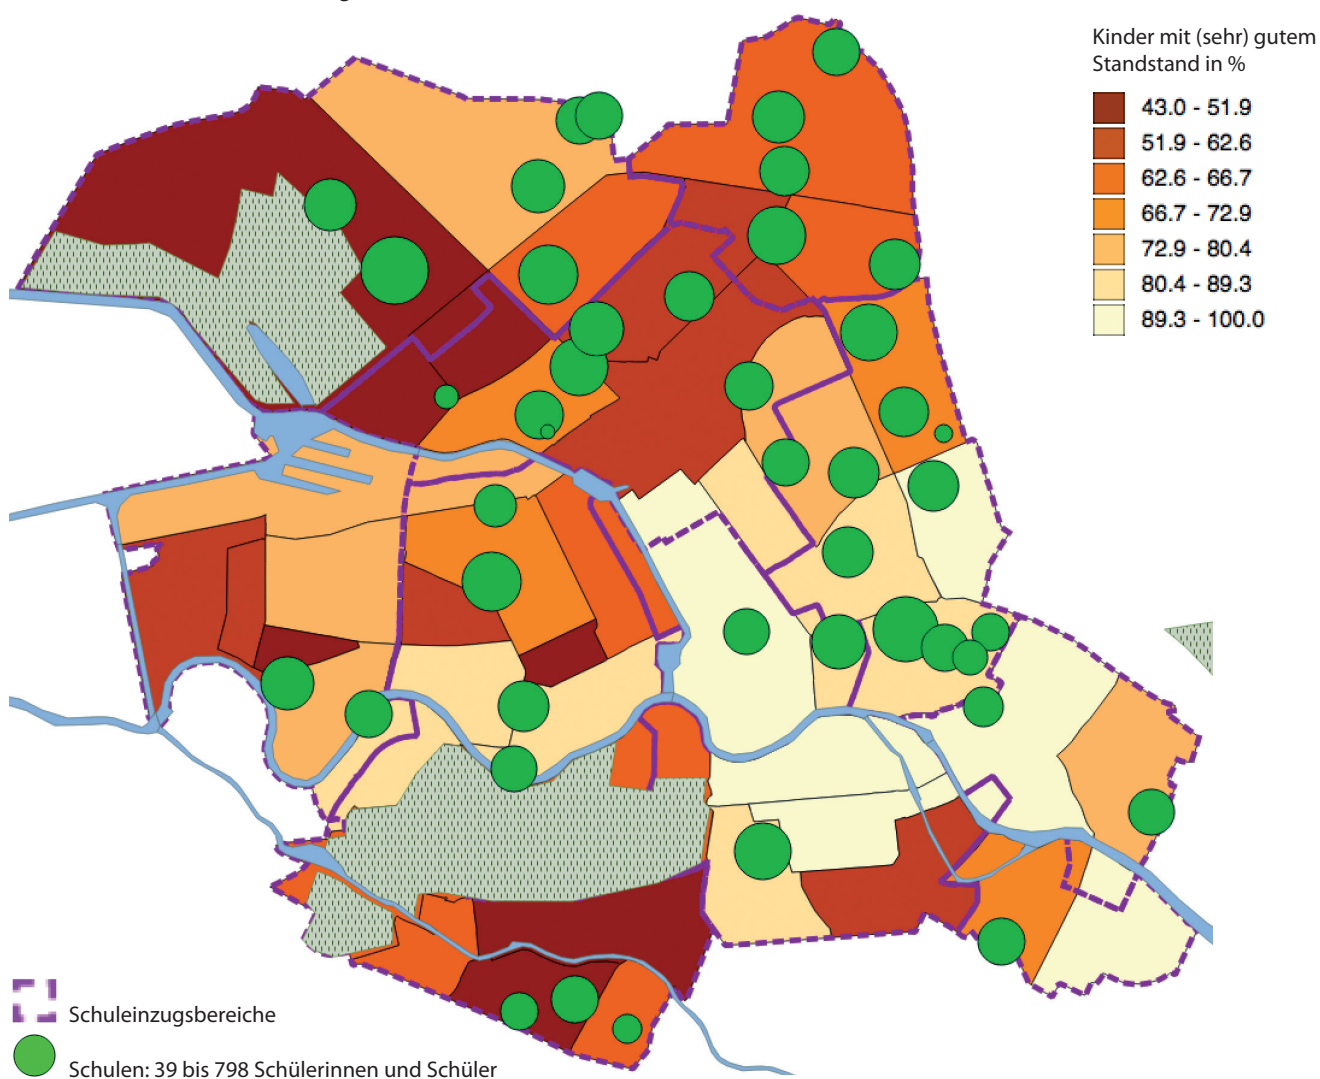 Kinder mit (sehr) gutem
Standstand in %
43.0 - 51.9
51.9 - 62.6
62.6 - 66.7
66.7 - 72.9
72.9 - 80.4
80.4 - 89.3
89.3 - 100.0
Schuleinzugsbereiche
Schulen: 39 bis 798 Schülerinnen und Schüler